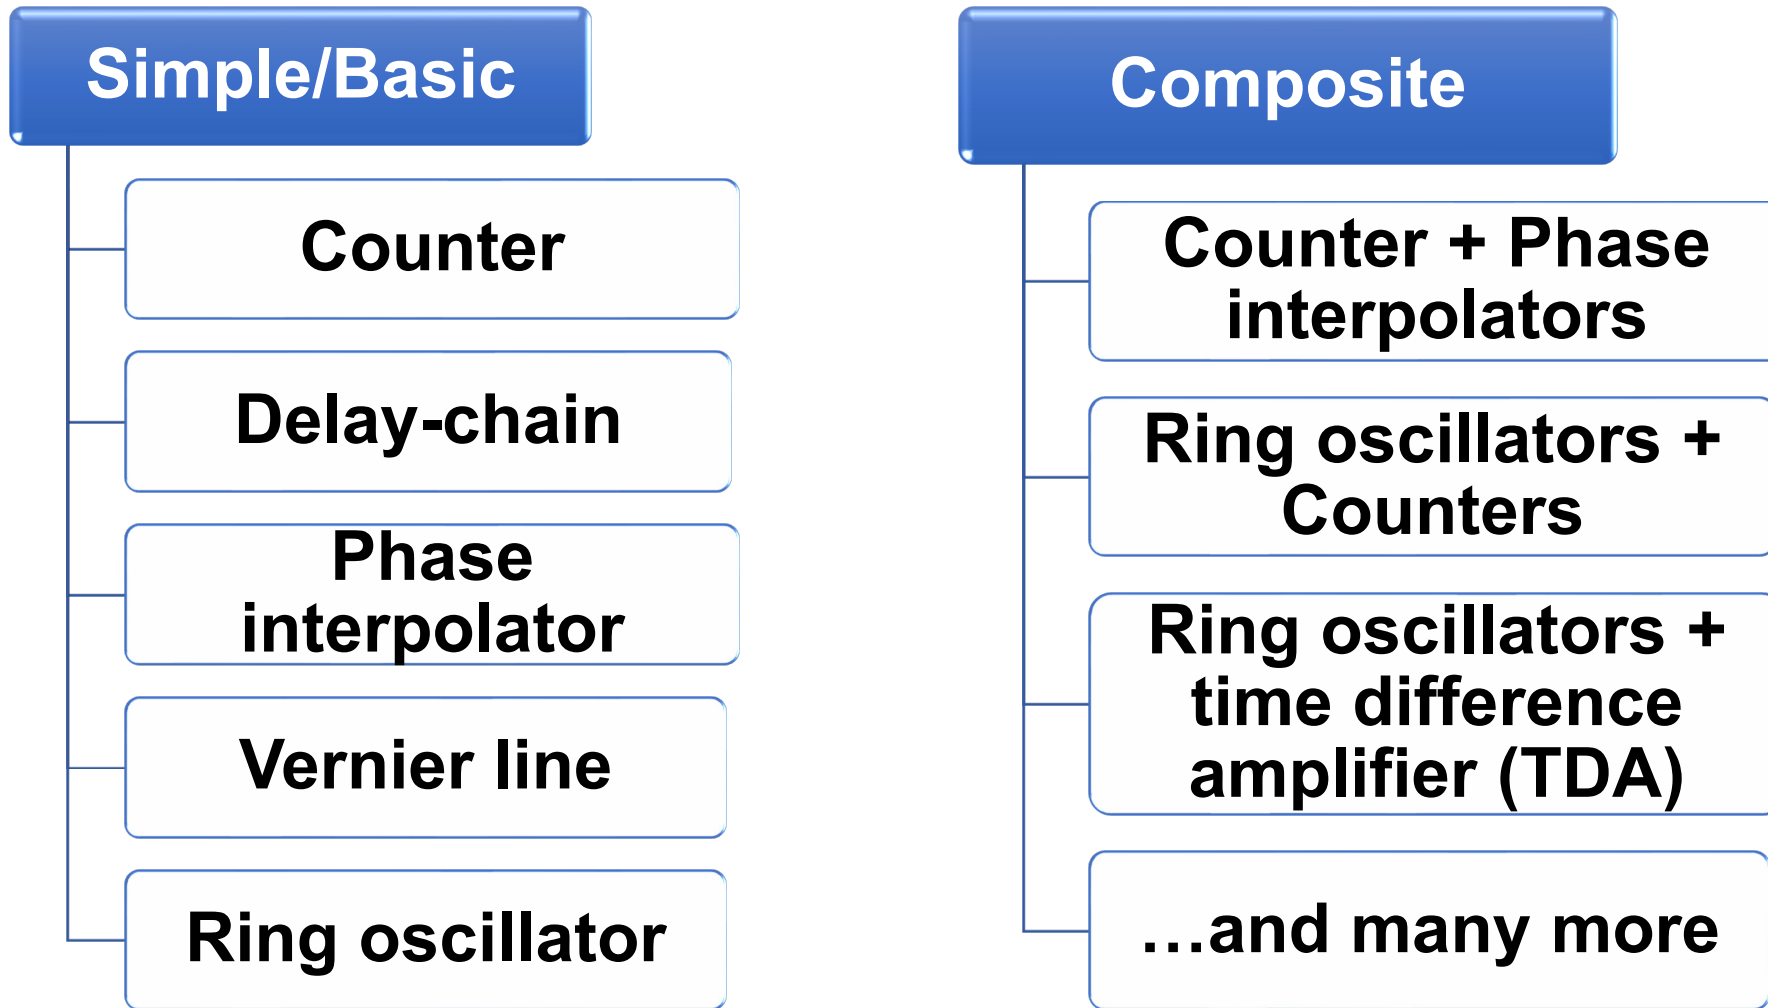 Simple/Basic
Counter
Delay-chain
Phase
interpolator
Vernier line
Ring oscillator
Composite
Counter + Phase
interpolators
Ring oscillators +
Counters
Ring oscillators +
time difference
amplifier (TDA)
…and many more